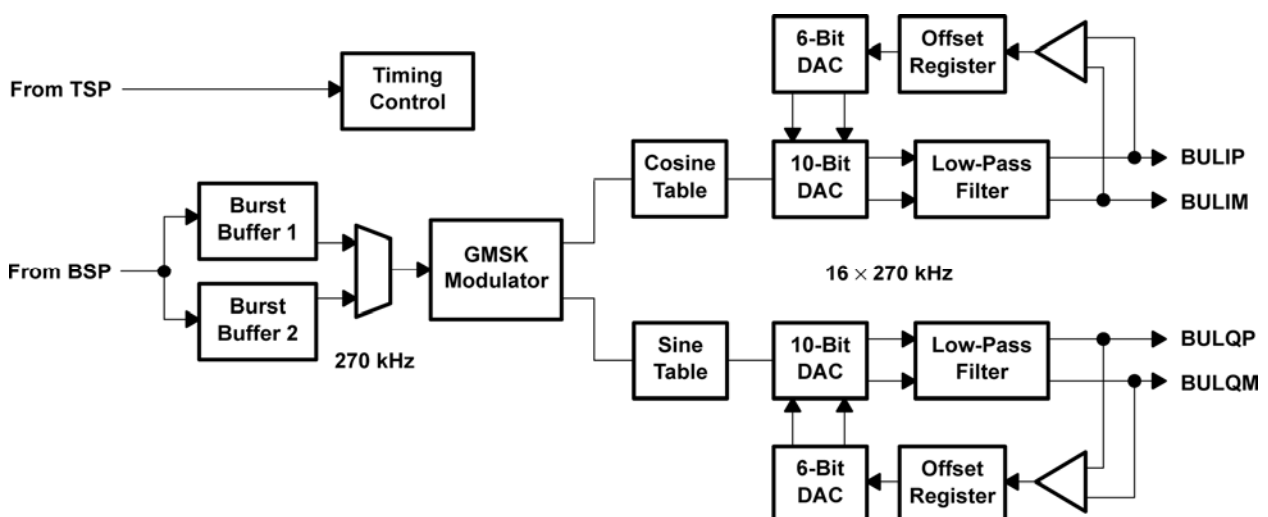 6-Bit
DAC
Offset
Register
From TSP
Timing
Control
Cosine
Table
10-Bit
DAC
Low-Pass
Filter
BULIP
BULIM
Burst
Buffer 1
From BSP
GMSK
Modulator
16 × 270 kHz
Burst
Buffer 2
270 kHz
Sine
Table
10-Bit
DAC
Low-Pass
Filter
BULQP
BULQM
6-Bit
DAC
Offset
Register